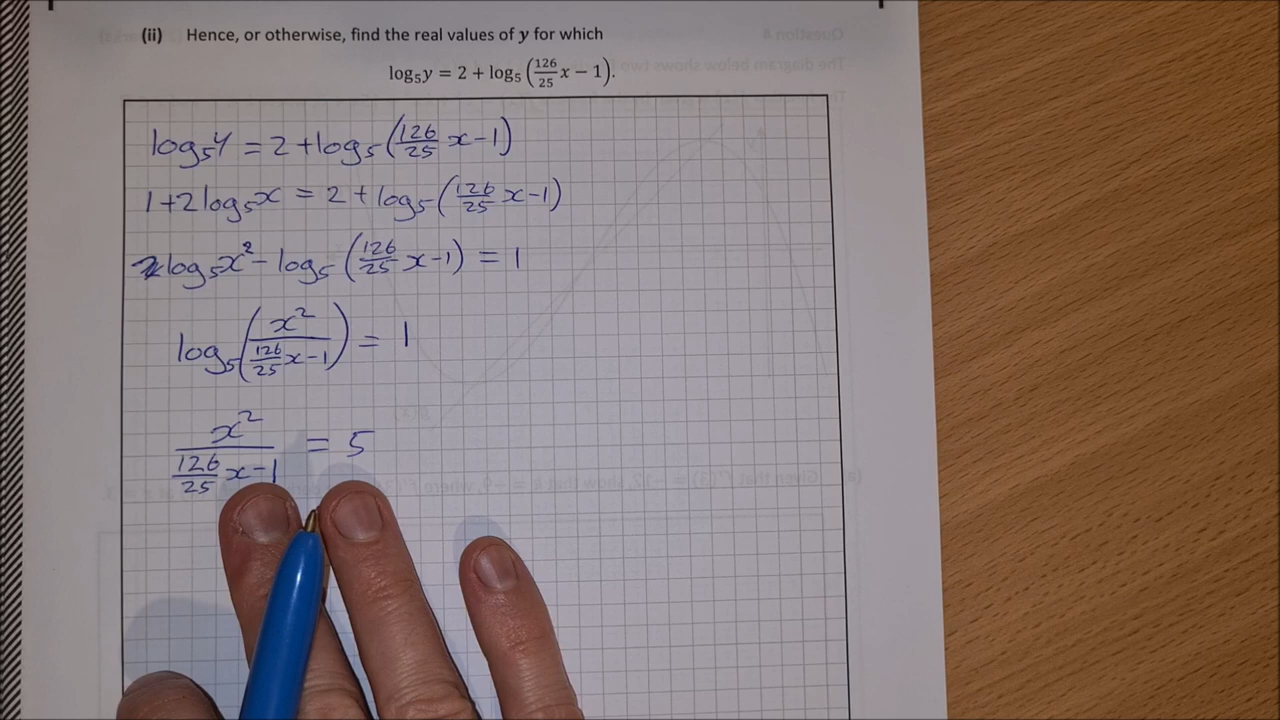 (ii) Hence, or otherwise, find the real values of y for which
log₅y = 2 + log₅(126/25 x − 1).
log₅y = 2 + log₅(126/25 x − 1)
1 + 2log₅x = 2 + log₅(126/25 x − 1)
log₅x² − log₅(126/25 x − 1) = 1
log₅(x² / (126/25 x − 1)) = 1
x² / (126/25 x − 1) = 5